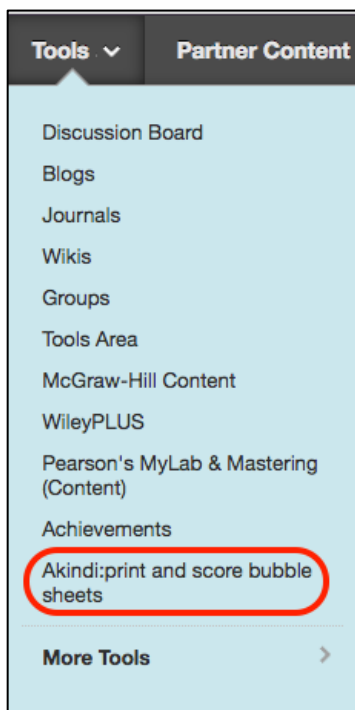 Tools Partner Content
Discussion Board
Blogs
Journals
Wikis
Groups
Tools Area
McGraw-Hill Content
WileyPLUS
Pearson's MyLab & Mastering
(Content)
Achievements
Akindi:print and score bubble
sheets
More Tools